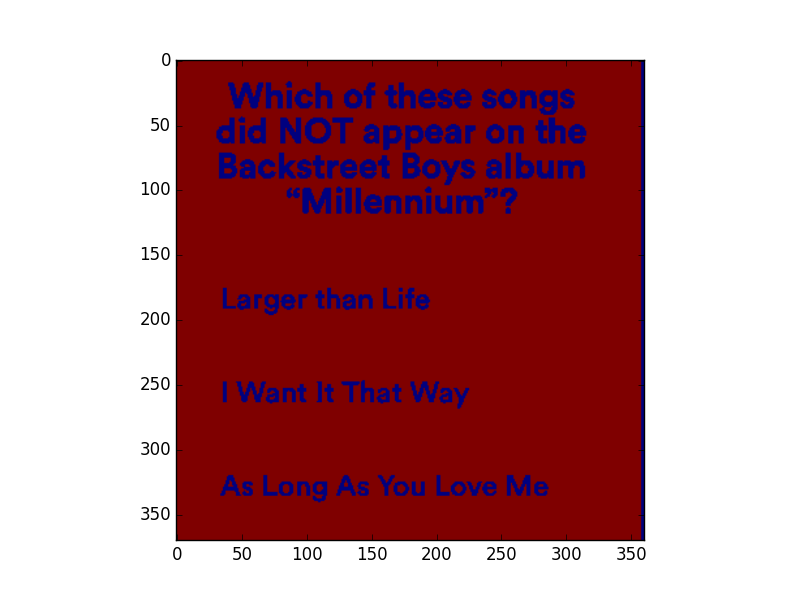 Which of these songs
did NOT appear on the
Backstreet Boys album
“Millennium”?
Larger than Life
I Want It That Way
As Long As You Love Me
0
50
100
150
200
250
300
350
0 50 100 150 200 250 300 350